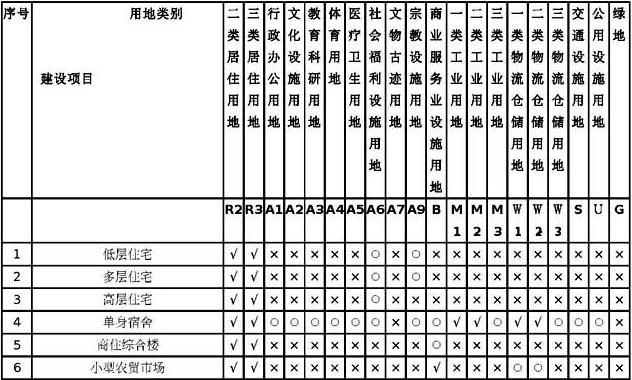 序号 用地类别 建设项目 二类居住用地 三类居住用地 行政办公用地 文化设施用地 教育科研用地 体育用地 医疗卫生用地 社会福利设施用地 文物古迹用地 宗教设施用地 商业服务业设施用地 一类工业用地 二类工业用地 三类工业用地 一类物流仓储用地 二类物流仓储用地 三类物流仓储用地 交通设施用地 公用设施用地 绿地
R2 R3 A1 A2 A3 A4 A5 A6 A7 A9 B M1 M2 M3 W1 W2 W3 S U G
1 低层住宅 √ √ × × × × × ○ × ○ × × × × × × × × × ×
2 多层住宅 √ √ × × × × × ○ × ○ × × × × × × × × × ×
3 高层住宅 √ √ × × × × × ○ × × × × × × × × × × × ×
4 单身宿舍 √ √ ○ ○ ○ ○ ○ ○ × ○ ○ √ √ ○ √ √ ○ ○ ○ ×
5 商住综合楼 √ √ × × × × × × × × ○ × × × × × × × × ×
6 小型农贸市场 √ √ × × × × × × × × √ × × × ○ ○ × × × ×